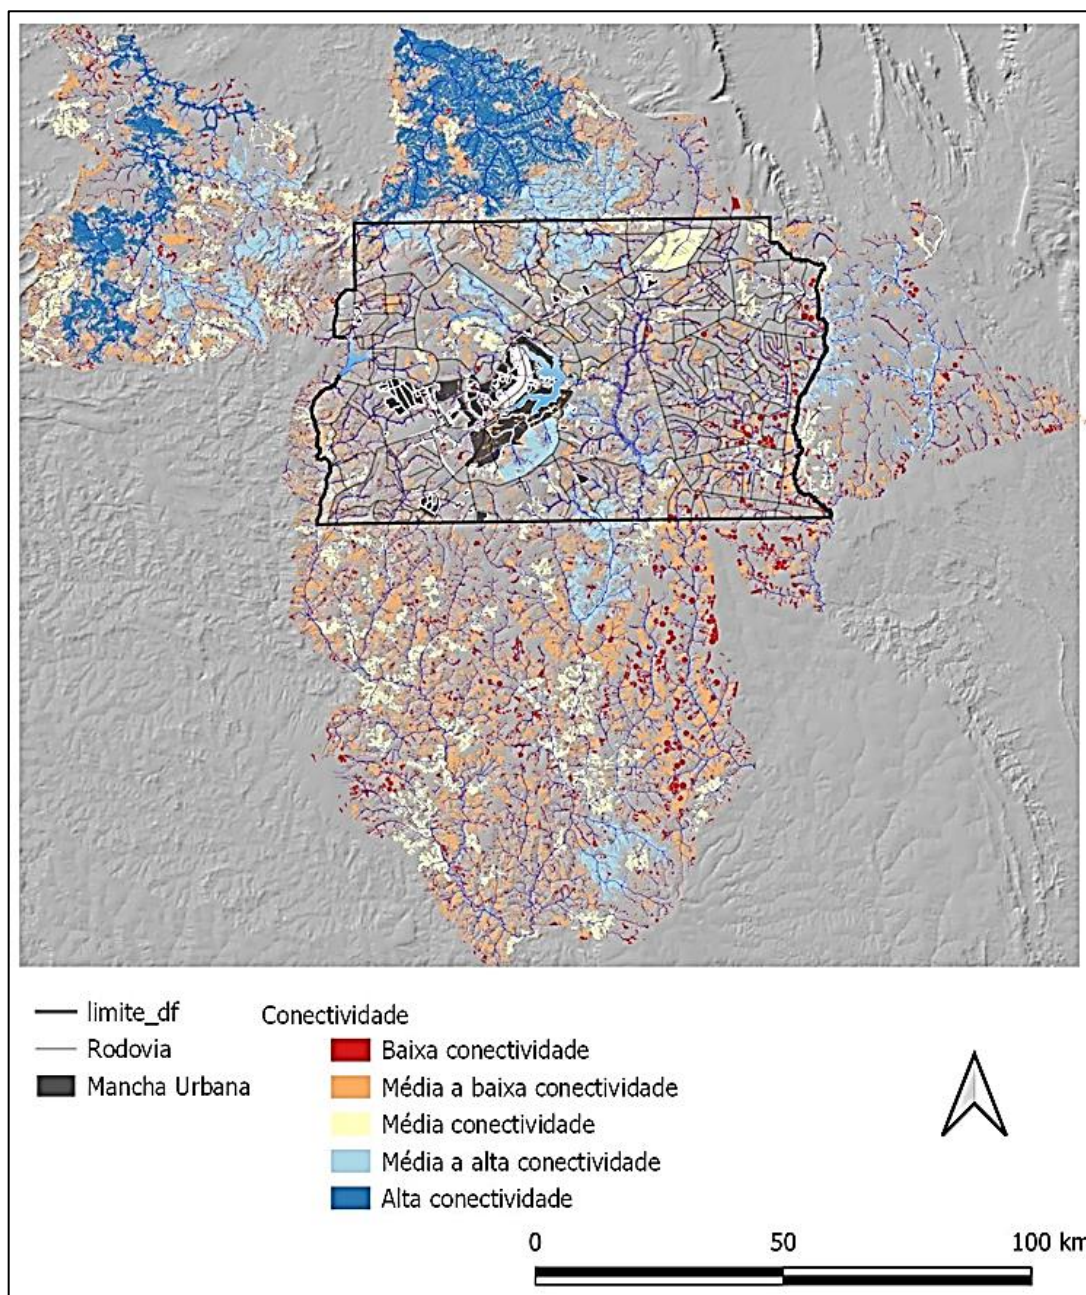 limite_df
Rodovia
Mancha Urbana
Conectividade
Baixa conectividade
Média a baixa conectividade
Média conectividade
Média a alta conectividade
Alta conectividade
0 50 100 km